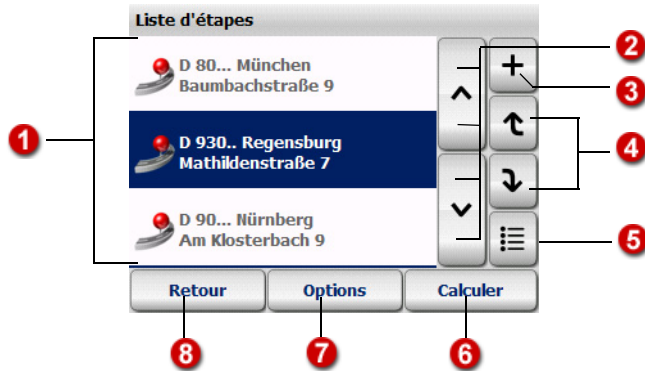 Liste d'étapes
D 80... München
Baumbachstraße 9
D 930.. Regensburg
Mathildenstraße 7
D 90... Nürnberg
Am Klosterbach 9
Retour Options Calculer
1
2
3
4
5
6
7
8